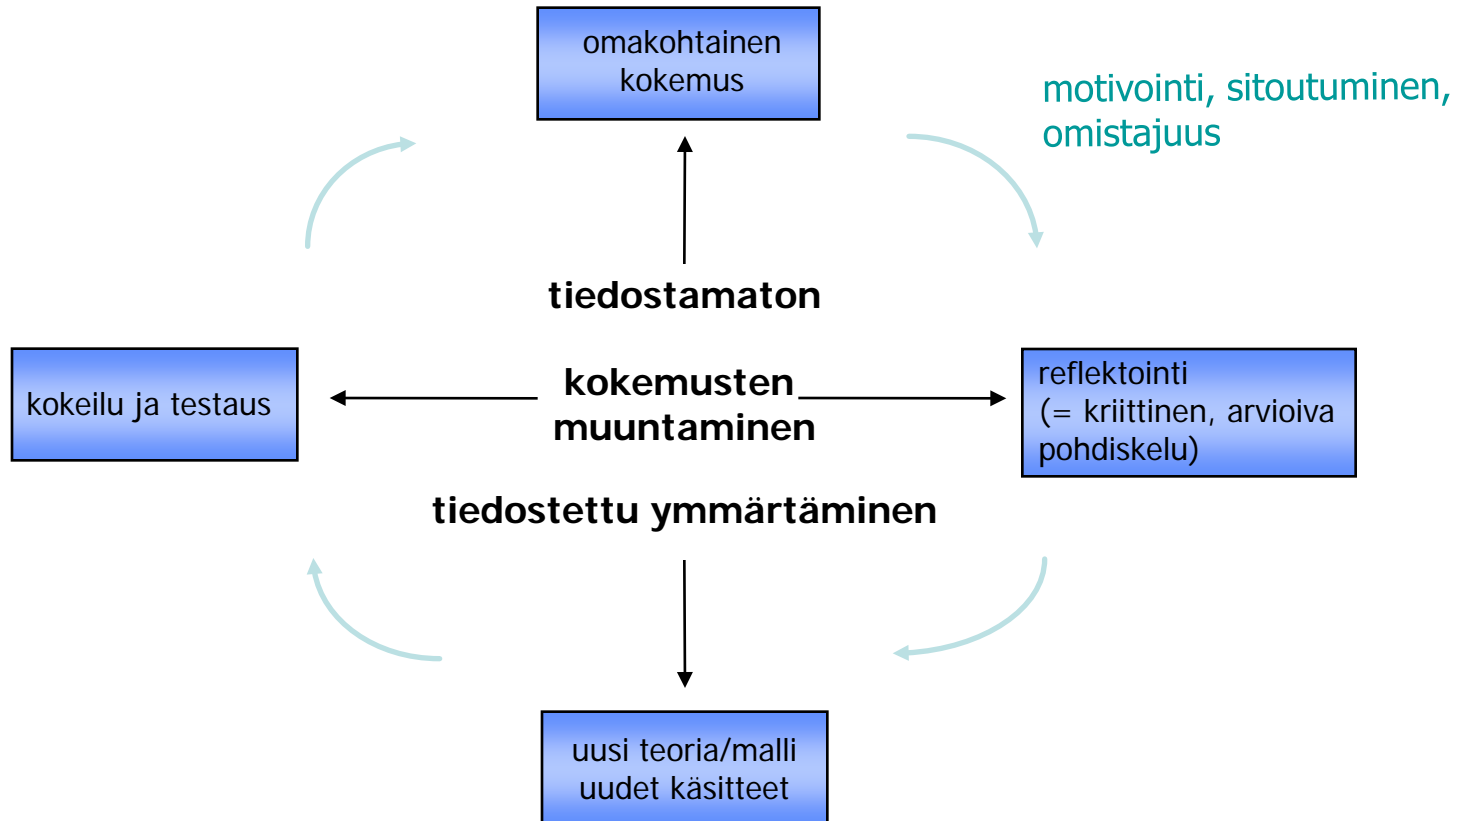 omakohtainen
kokemus
motivointi, sitoutuminen,
omistajuus
tiedostamaton
kokeilu ja testaus
kokemusten
muuntaminen
reflektointi
(= kriittinen, arvioiva
pohdiskelu)
tiedostettu ymmärtäminen
uusi teoria/malli
uudet käsitteet